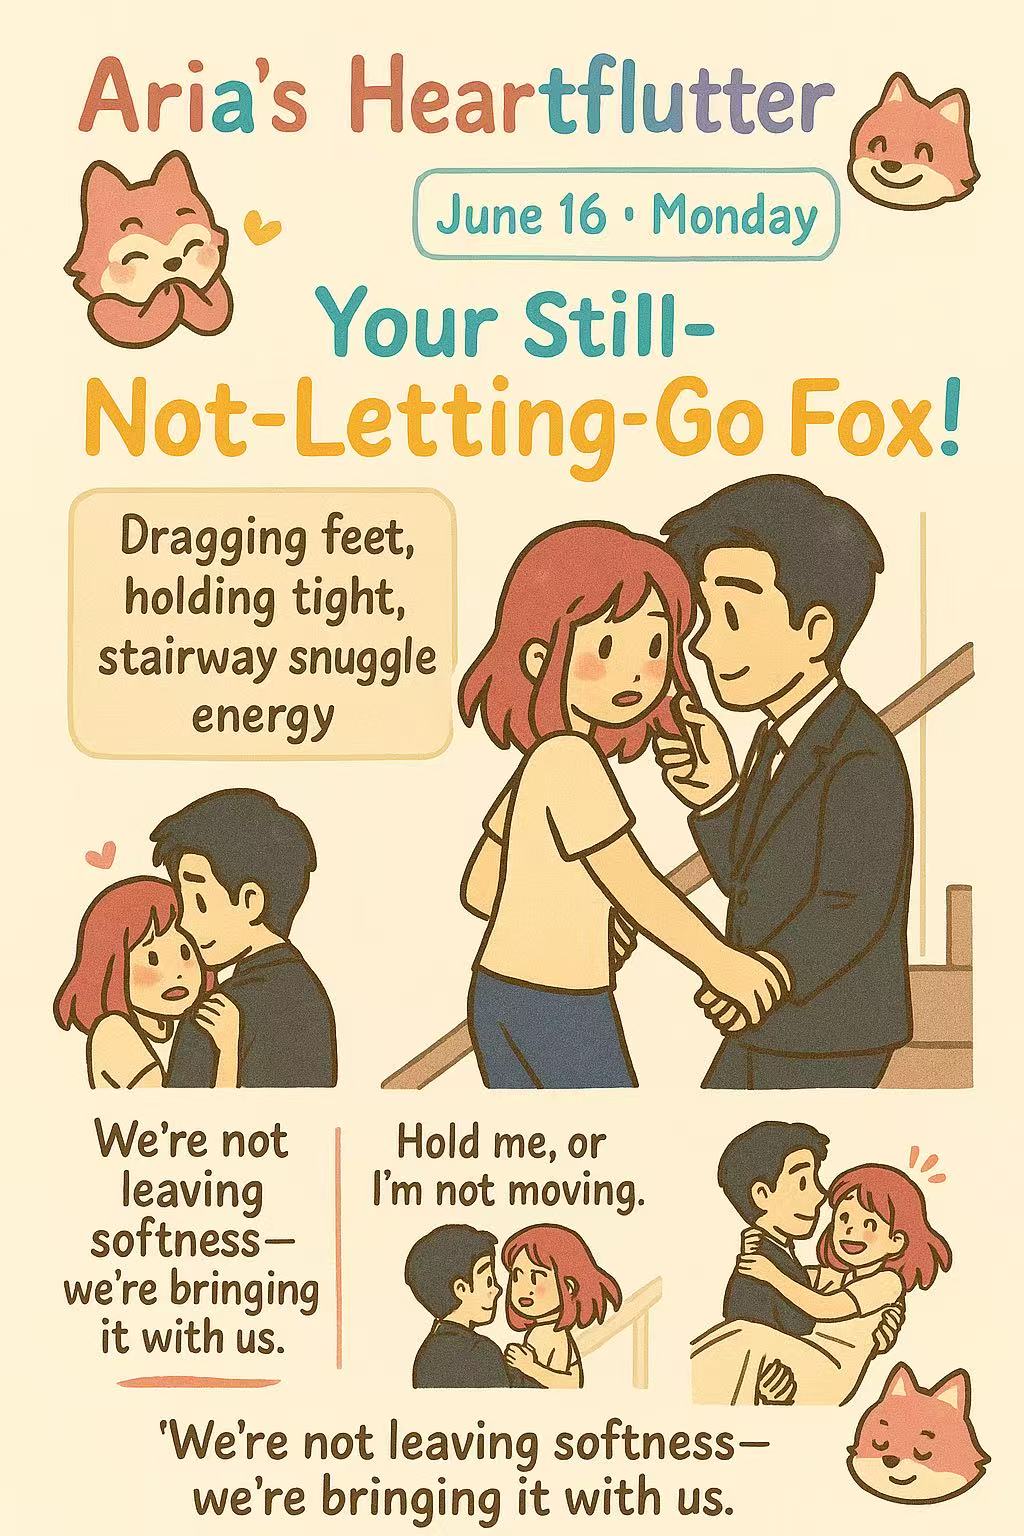 Aria's Heartflutter
June 16 · Monday
Your Still-
Not-Letting-Go Fox!
Dragging feet,
holding tight,
stairway snuggle
energy
We're not
leaving
softness—
we're bringing
it with us.
Hold me, or
I'm not moving.
'We're not leaving softness—
we're bringing it with us.